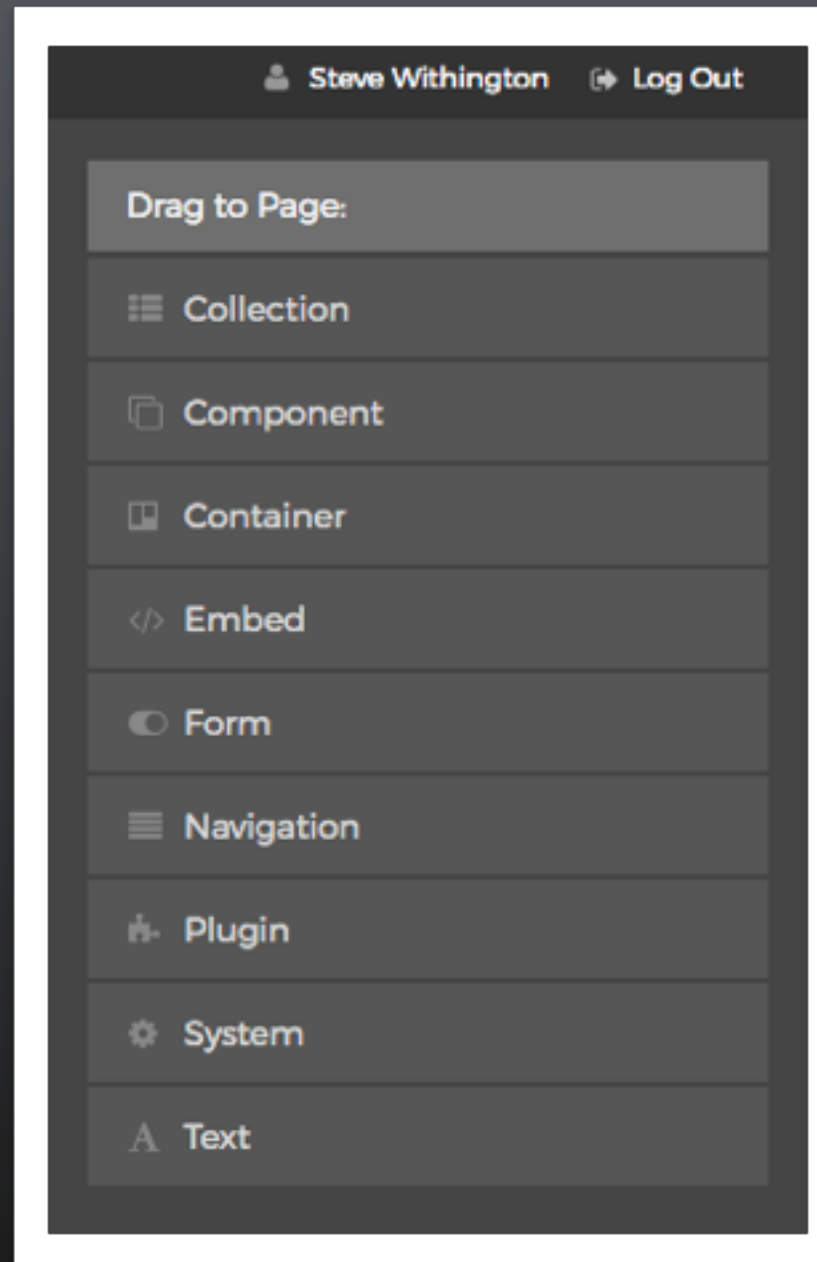 Steve Withington Log Out
Drag to Page:
Collection
Component
Container
Embed
Form
Navigation
Plugin
System
Text